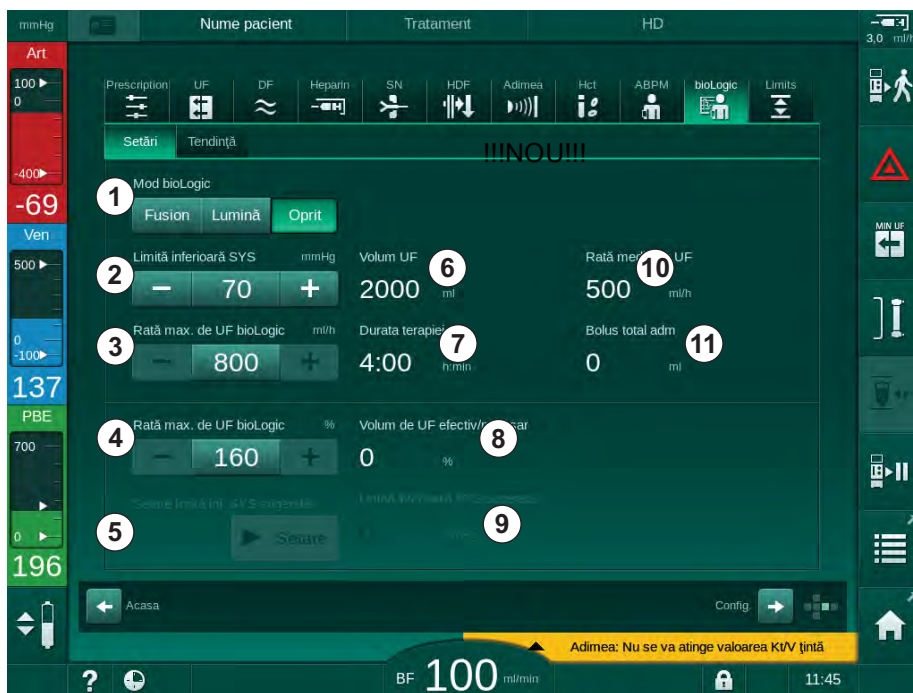 mmHg Nume pacient Tratament HD
3,0 ml/h
Art
100
0
-400
-69
Ven
500
0
-100
137
PBE
700
0
196
Prescription UF DF Heparin SN HDF Adimea Hct ABPM bioLogic Limits
Setări Tendinţă !!!NOU!!!
1 Mod bioLogic
Fusion Lumină Oprit
2 Limită inferioară SYS mmHg
− 70 +
Volum UF 6
2000 ml
Rată UF 10
500 ml/h
3 Rată max. de UF bioLogic ml/h
− 800 +
Durata terapiei 7
4:00 h:min
Bolus total adm 11
0 ml
4 Rată max. de UF bioLogic %
− 160 +
Volum de UF 8
0 %
5 Setare
9
Acasa Config.
Adimea: Nu se va atinge valoarea Kt/V ţintă
MIN UF
? BF 100 ml/min 11:45